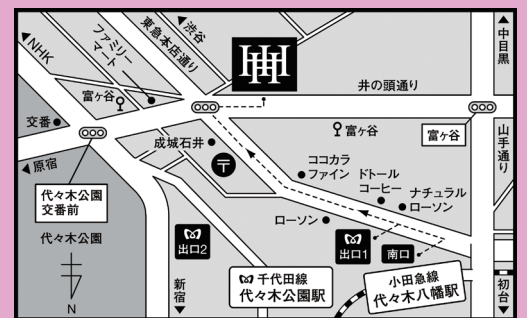 渋谷
東急本店通り
NHK
ファミリー
マート
HH
中目黒
井の頭通り
富ヶ谷
交番
成城石井
〒
富ヶ谷
富ヶ谷
山手通り
原宿
ココカラ
ファイン
ドトール
コーヒー
ナチュラル
ローソン
代々木公園
交番前
ローソン
代々木公園
出口2
出口1
南口
新宿
千代田線
代々木公園駅
小田急線
代々木八幡駅
初台
N